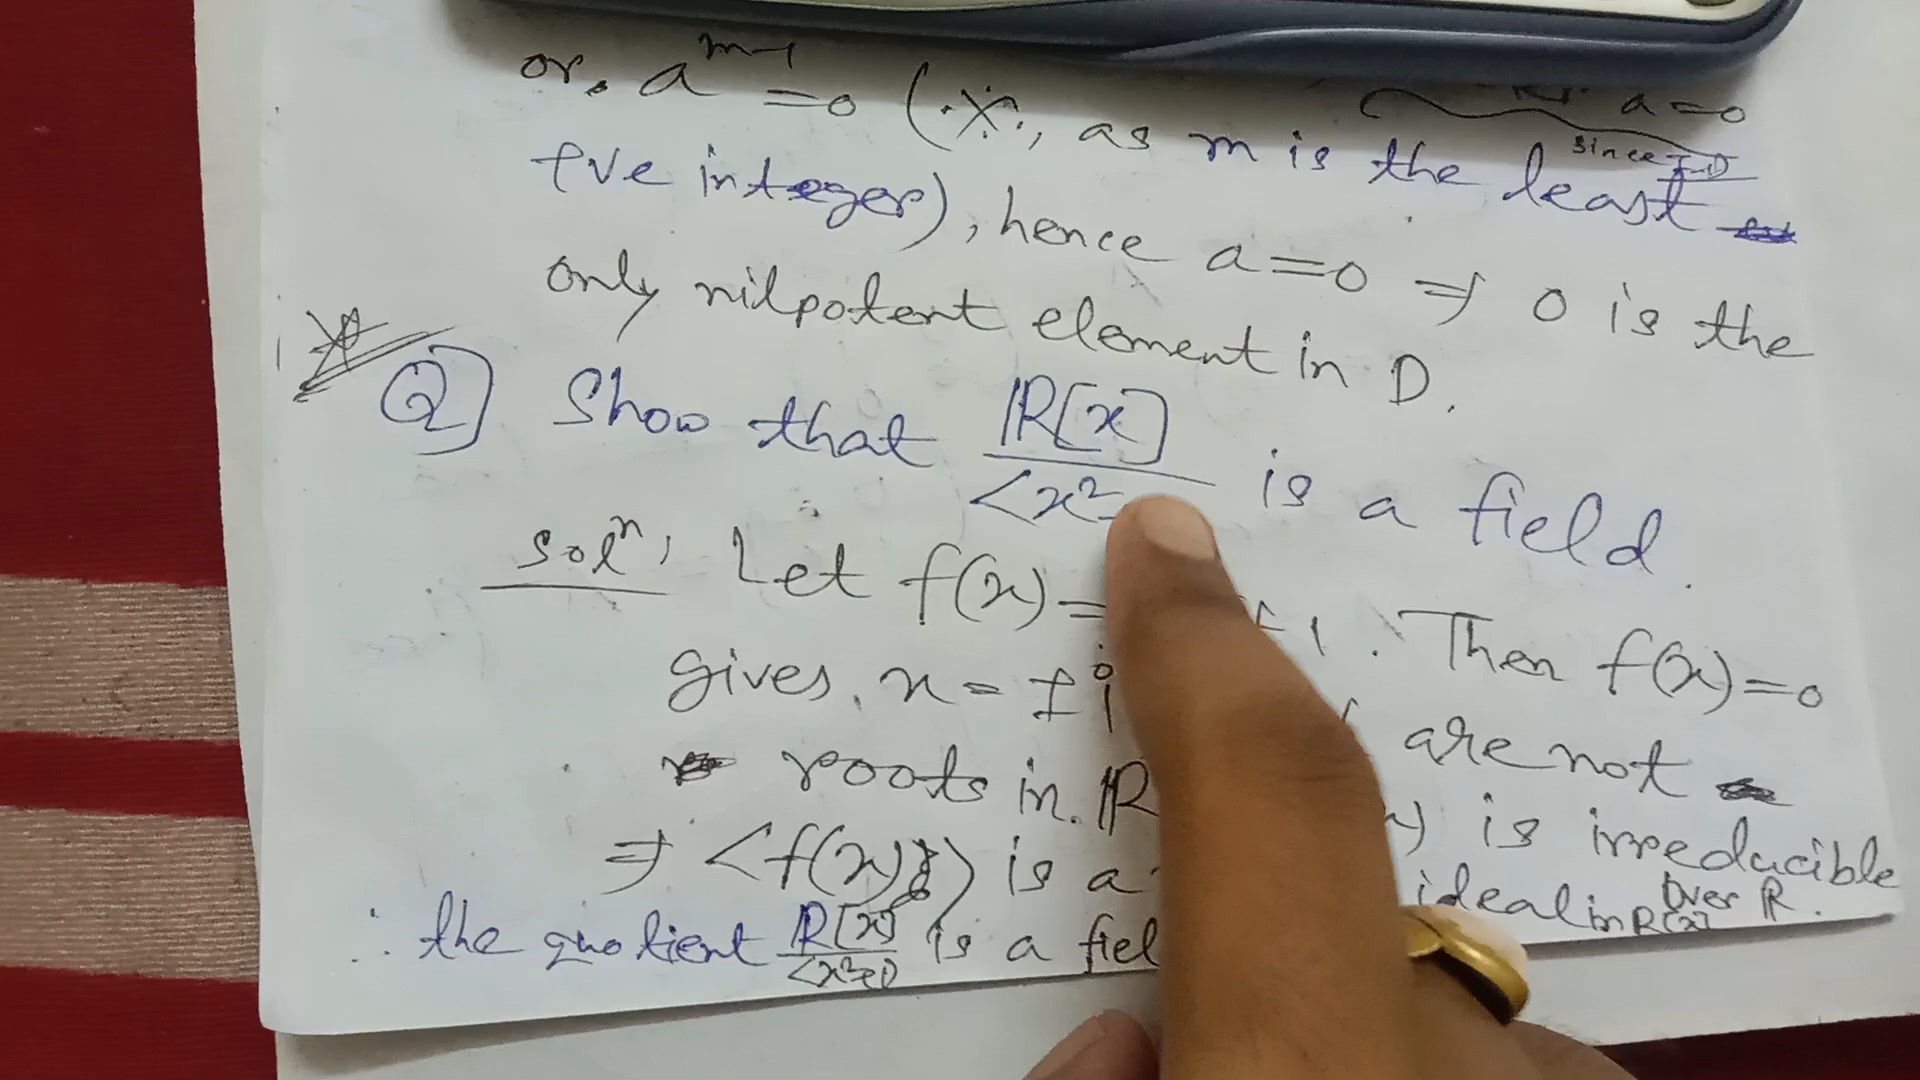 or, a^{m-1} = 0 (⨳, as m is the least
a = 0
since
+ve integer), hence a = 0 ⇒ 0 is the
only nilpotent element in D.
Q] Show that ℝ[x] / <x² is a field.
Solⁿ, Let f(x) = +1. Then f(x) = 0
gives, x = ±i are not
roots in ℝ is irreducible
over ℝ.
⇒ <f(x)> is a ideal in R[x]
∴ the quotient ℝ[x] / <x²+1> is a fiel